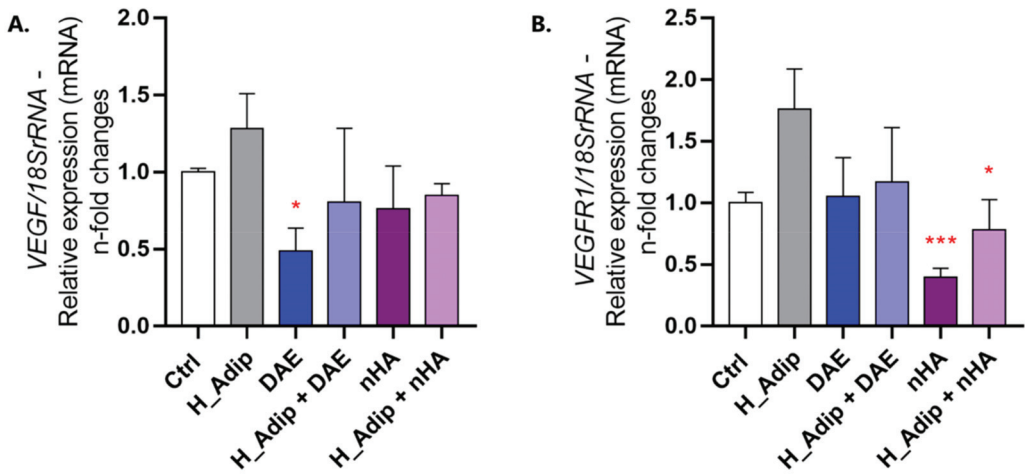 A.
VEGF/18SrRNA -
Relative expression (mRNA)
n-fold changes
2.0
1.5
1.0
0.5
0.0
*
Ctrl
H_Adip
DAE
H_Adip + DAE
nHA
H_Adip + nHA
B.
VEGFR1/18SrRNA -
Relative expression (mRNA)
n-fold changes
2.5
2.0
1.5
1.0
0.5
0.0
***
*
Ctrl
H_Adip
DAE
H_Adip + DAE
nHA
H_Adip + nHA